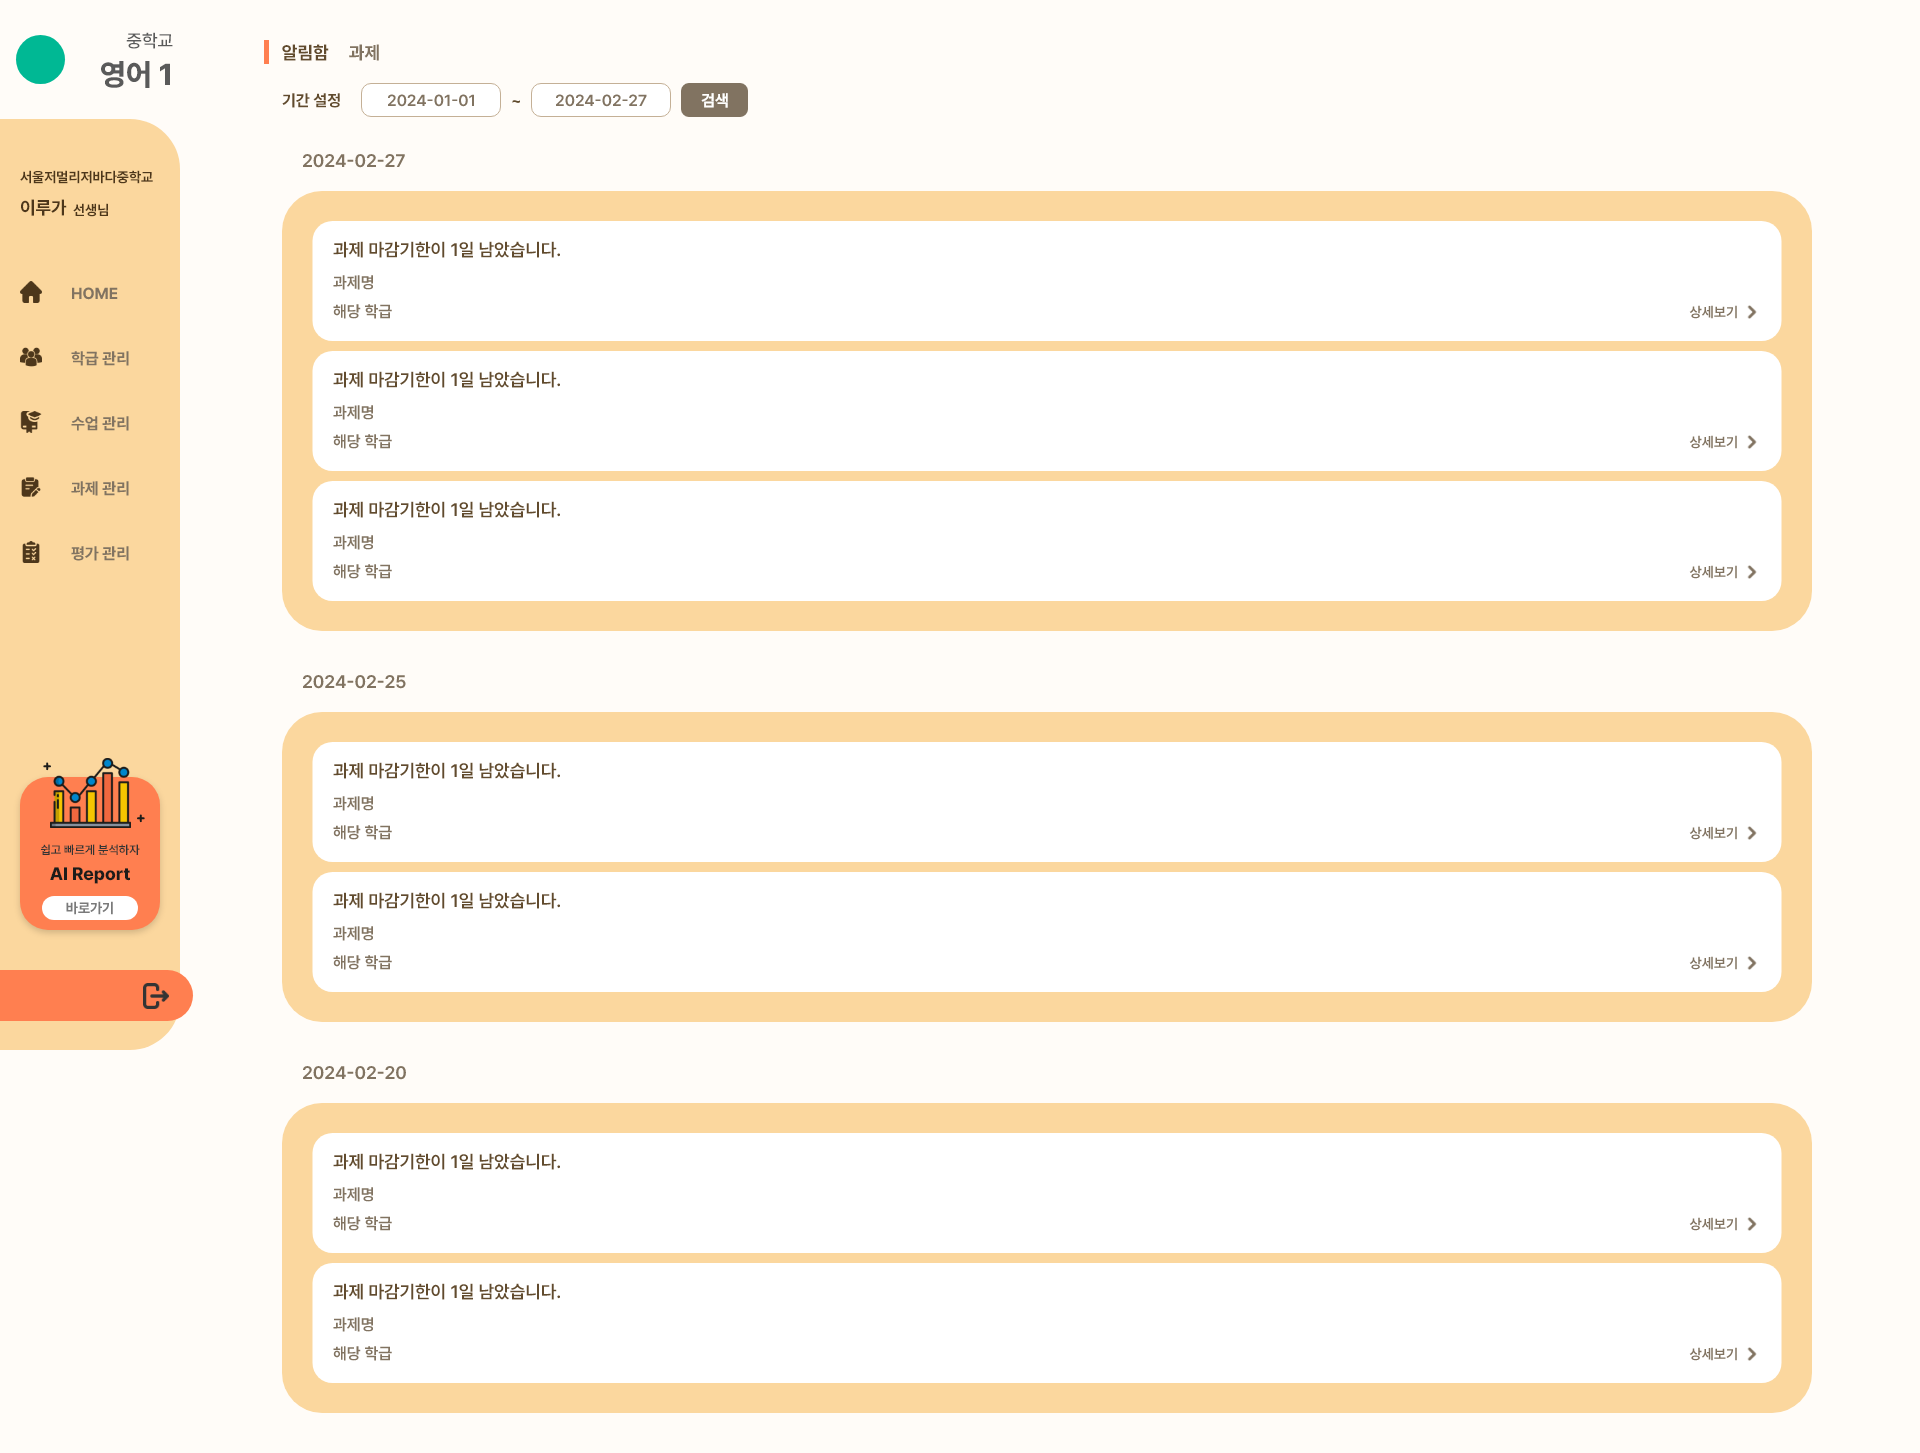 중학교
영어 1
서울저멀리저바다중학교
이루가 선생님
HOME
학급 관리
수업 관리
과제 관리
평가 관리
쉽고 빠르게 분석하자
AI Report
바로가기
알림함 과제
기간 설정 2024-01-01 ~ 2024-02-27 검색
2024-02-27
과제 마감기한이 1일 남았습니다.
과제명
해당 학급 상세보기
과제 마감기한이 1일 남았습니다.
과제명
해당 학급 상세보기
과제 마감기한이 1일 남았습니다.
과제명
해당 학급 상세보기
2024-02-25
과제 마감기한이 1일 남았습니다.
과제명
해당 학급 상세보기
과제 마감기한이 1일 남았습니다.
과제명
해당 학급 상세보기
2024-02-20
과제 마감기한이 1일 남았습니다.
과제명
해당 학급 상세보기
과제 마감기한이 1일 남았습니다.
과제명
해당 학급 상세보기